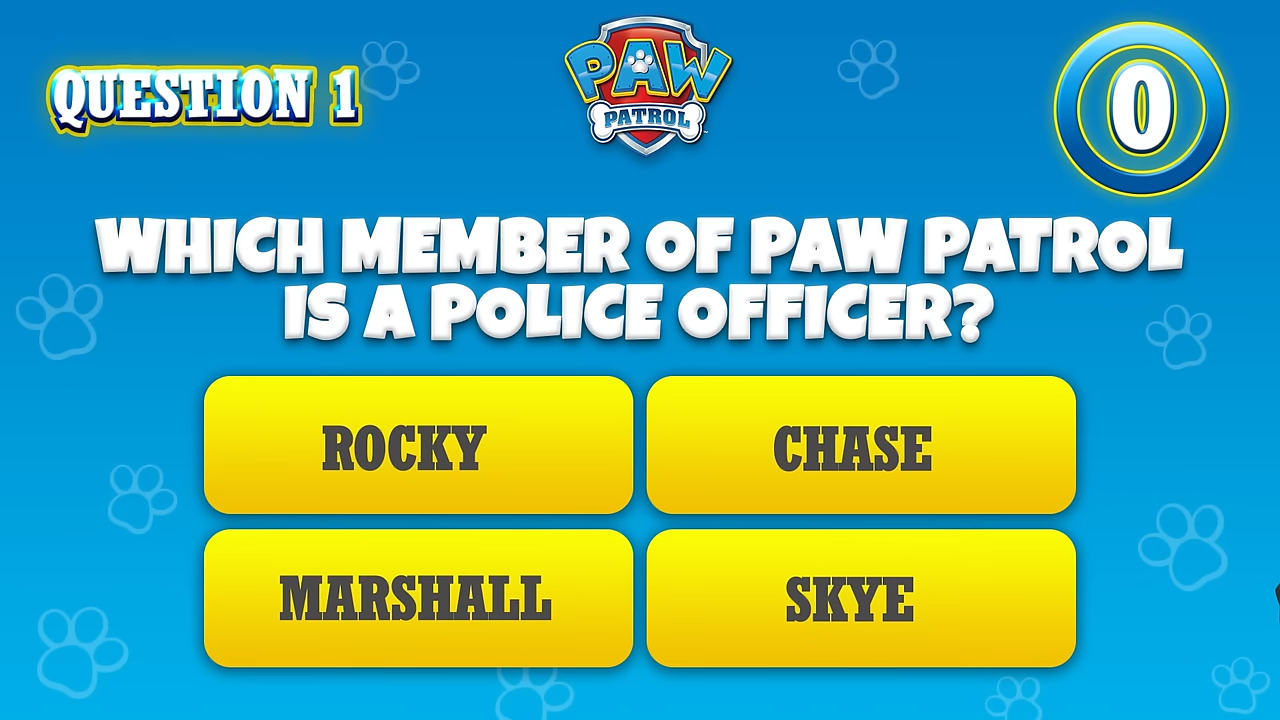 QUESTION 1
PAW
PATROL
0
WHICH MEMBER OF PAW PATROL
IS A POLICE OFFICER?
ROCKY
CHASE
MARSHALL
SKYE